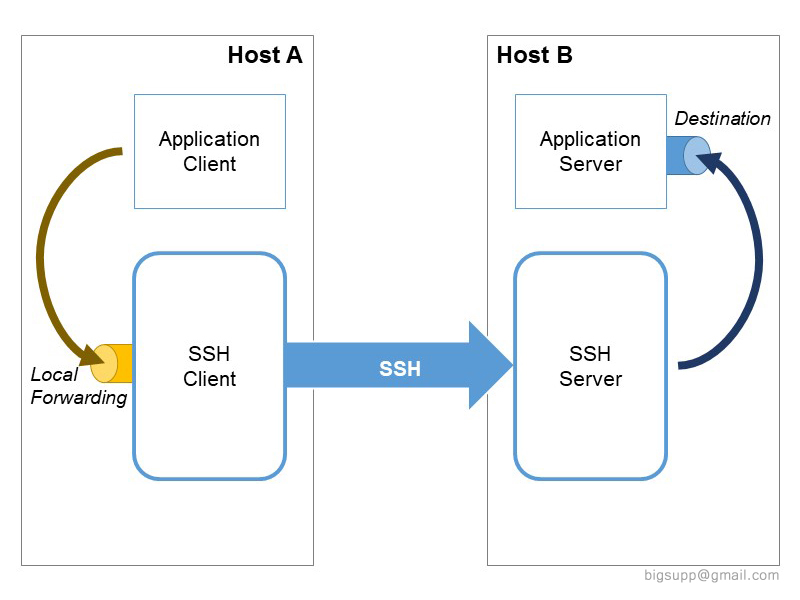 Host A
Host B
Application
Client
Application
Server
Destination
SSH
Client
SSH
SSH
Server
Local
Forwarding
bigsupp@gmail.com